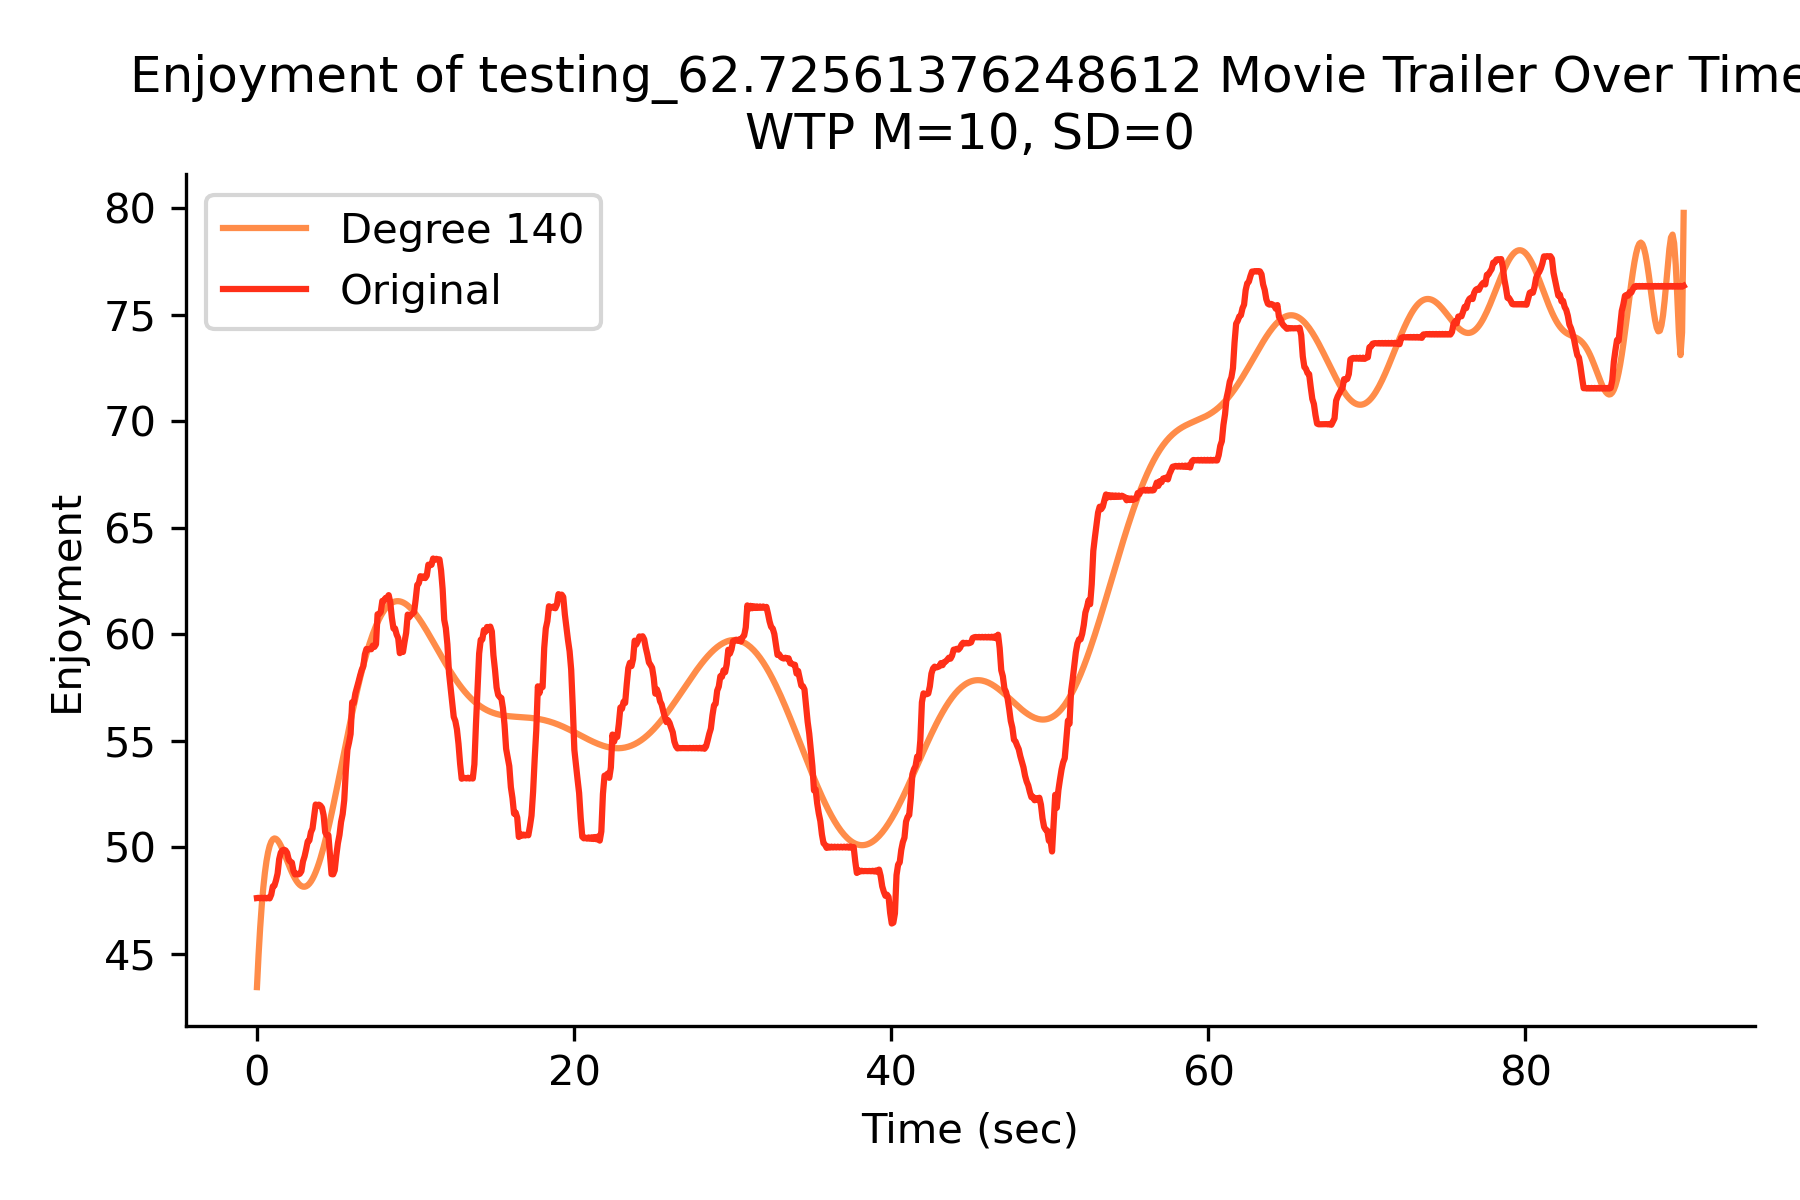 Enjoyment of testing_62.72561376248612 Movie Trailer Over Time
WTP M=10, SD=0
Degree 140
Original
80
75
70
65
60
55
50
45
Enjoyment
0 20 40 60 80
Time (sec)